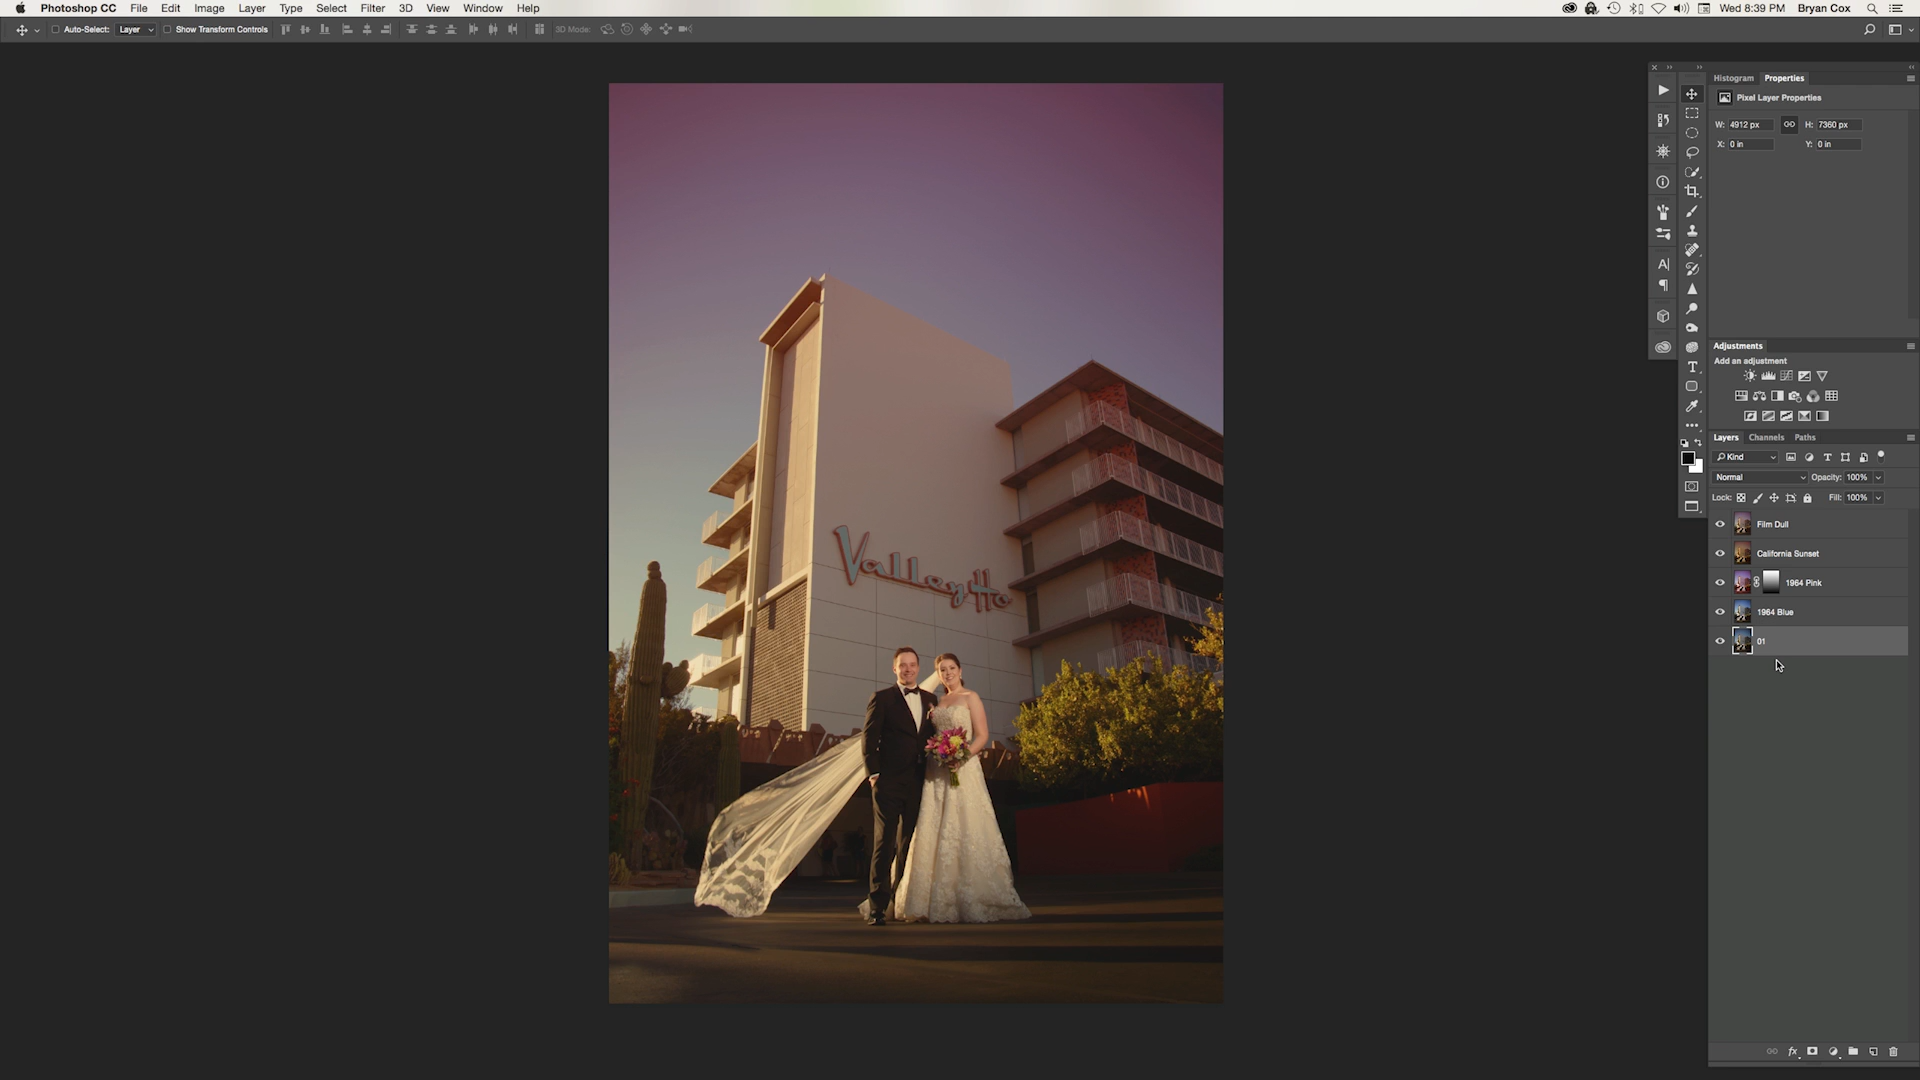 Photoshop CC File Edit Image Layer Type Select Filter 3D View Window Help Wed 8:39 PM Bryan Cox
Auto-Select: Layer Show Transform Controls 3D Mode:
Histogram Properties
Pixel Layer Properties
W: 4912 px H: 7360 px
X: 0 in Y: 0 in
Adjustments
Add an adjustment
Layers Channels Paths
Kind
Normal Opacity: 100%
Lock: Fill: 100%
Film Dull
California Sunset
1964 Pink
1964 Blue
01
Valley Ho